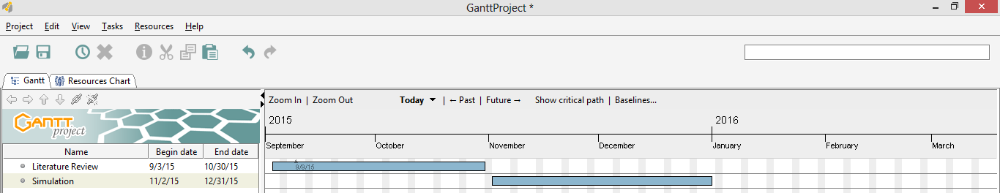 GanttProject *
Project Edit View Tasks Resources Help
Gantt Resources Chart
Zoom In | Zoom Out Today | ←Past | Future→ Show critical path | Baselines...
GANTT
project
2015 2016
September October November December January February March
Name Begin date End date
Literature Review 9/3/15 10/30/15 9/9/15
Simulation 11/2/15 12/31/15